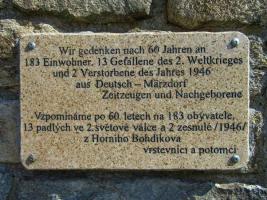 Wir gedenken nach 60 Jahren an
183 Einwohner, 13 Gefallene des 2. Weltkrieges
und 2 Verstorbene des Jahres 1946
aus Deutsch - Märzdorf
Zeitzeugen und Nachgeborene
Vzpomínáme po 60 letech na 183 obyvatele,
13 padlých ve 2.světové válce a 2 zesnulé /1946/
z Horního Bohdíkova
vrstevníci a potomci